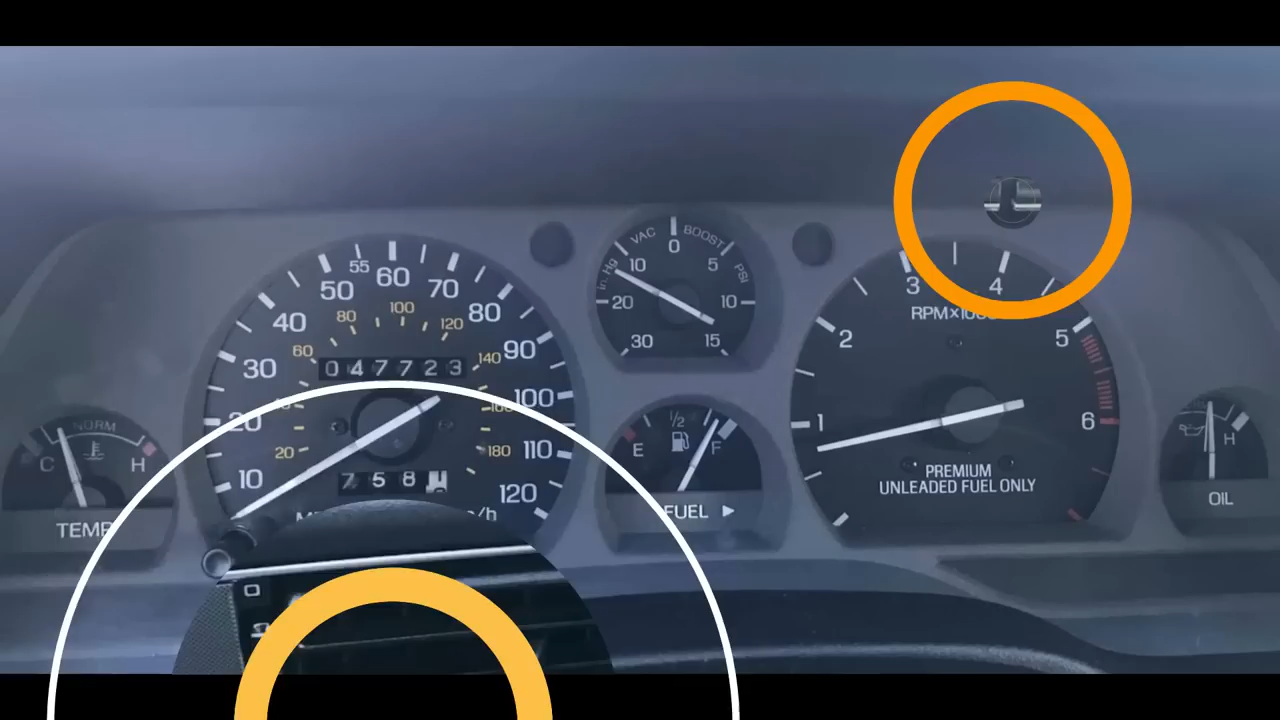 VAC 0 BOOST
in. Hg 10 5 PSI
20 10
30 15
10 20 30 40 50 55 60 70 80 90 100 110 120
20 60 80 100 120 140 180
047723
758
/h
1 2 3 4 5 6
PREMIUM
UNLEADED FUEL ONLY
NORM
C H
TEMP
E 1/2 F
FUEL
H
OIL